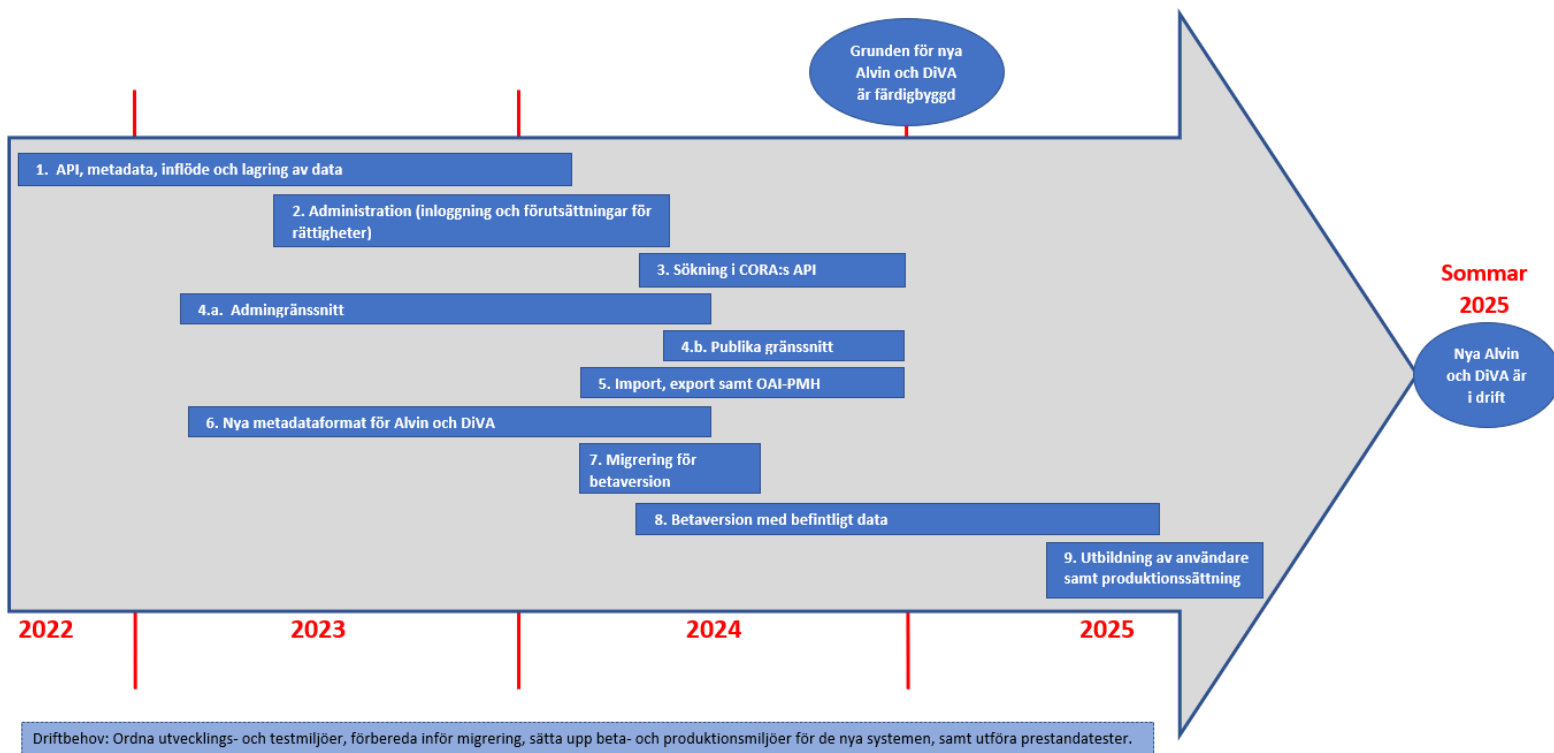 Grunden för nya
Alvin och DiVA
är färdigbyggd
1. API, metadata, inflöde och lagring av data
2. Administration (inloggning och förutsättningar för
rättigheter)
3. Sökning i CORA:s API
4.a. Admingränssnitt
4.b. Publika gränssnitt
5. Import, export samt OAI-PMH
6. Nya metadataformat för Alvin och DiVA
7. Migrering för
betaversion
8. Betaversion med befintligt data
9. Utbildning av användare
samt produktionssättning
Sommar
2025
Nya Alvin
och DiVA är
i drift
2022
2023
2024
2025
Driftbehov: Ordna utvecklings- och testmiljöer, förbereda inför migrering, sätta upp beta- och produktionsmiljöer för de nya systemen, samt utföra prestandatester.